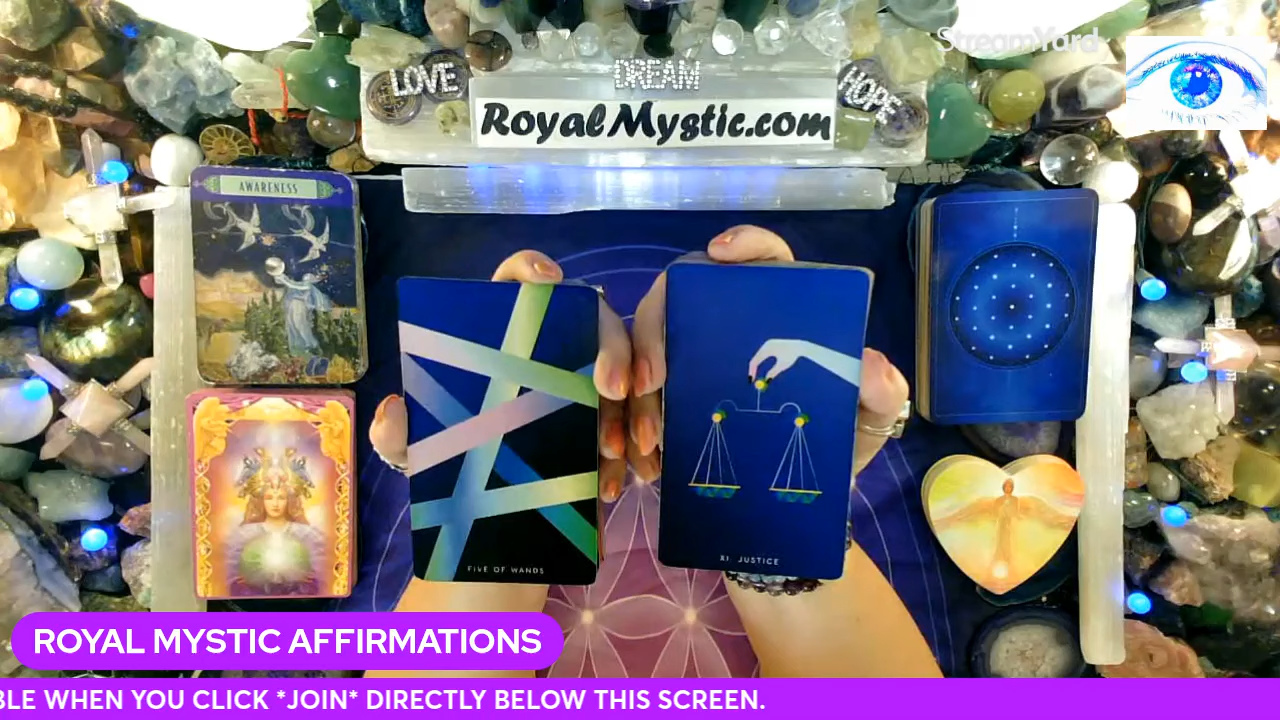 StreamYard
LOVE
DREAM
HOPE
RoyalMystic.com
AWARENESS
FIVE OF WANDS
XI. JUSTICE
ROYAL MYSTIC AFFIRMATIONS
BLE WHEN YOU CLICK *JOIN* DIRECTLY BELOW THIS SCREEN.